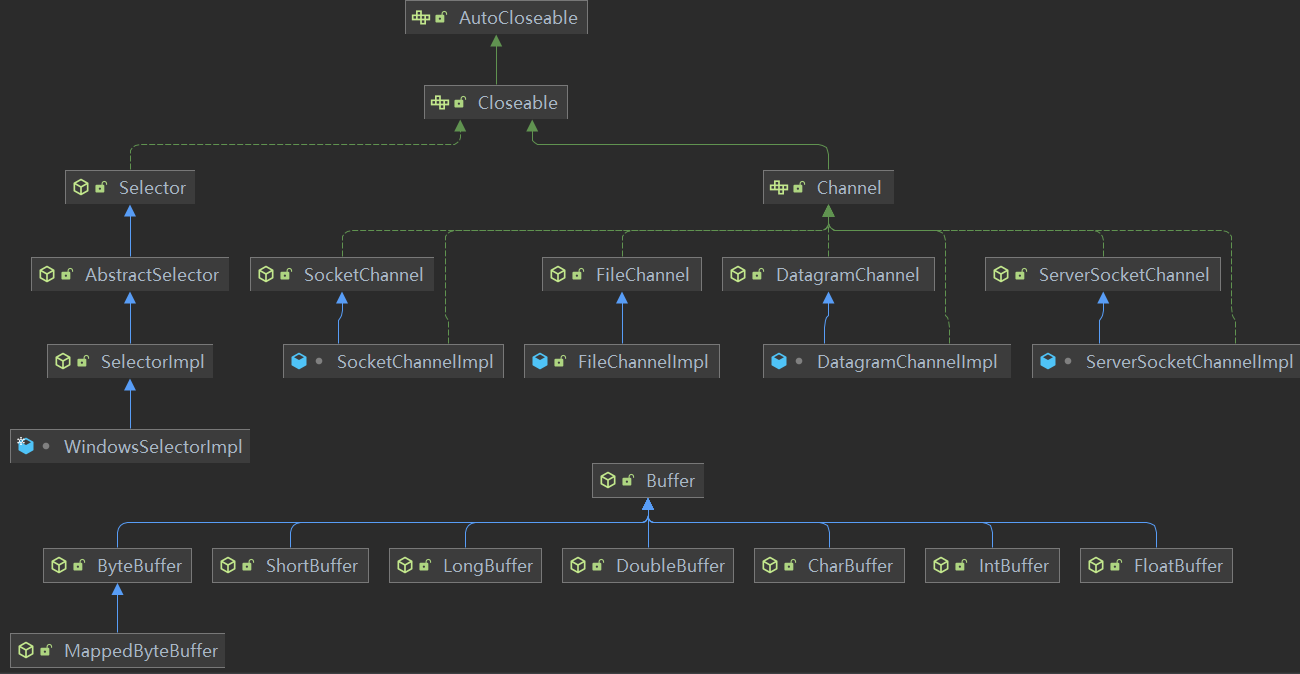 AutoCloseable
Closeable
Selector
Channel
AbstractSelector
SocketChannel
FileChannel
DatagramChannel
ServerSocketChannel
SelectorImpl
SocketChannelImpl
FileChannelImpl
DatagramChannelImpl
ServerSocketChannelImpl
WindowsSelectorImpl
Buffer
ByteBuffer
ShortBuffer
LongBuffer
DoubleBuffer
CharBuffer
IntBuffer
FloatBuffer
MappedByteBuffer